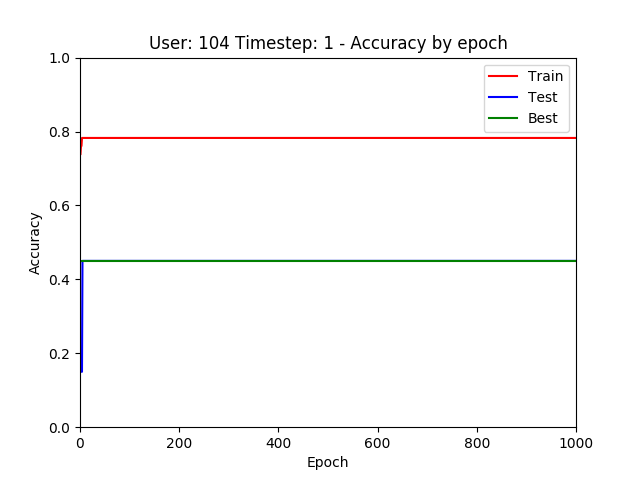 User: 104 Timestep: 1 - Accuracy by epoch
1.0
0.8
0.6
0.4
0.2
0.0
Accuracy
Train
Test
Best
0 200 400 600 800 1000
Epoch